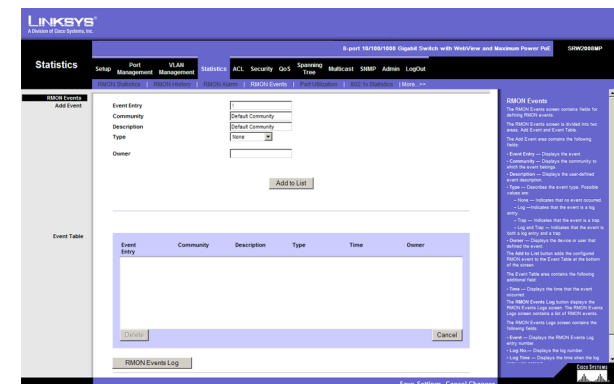 LINKSYS®
A Division of Cisco Systems, Inc.
8-port 10/100/1000 Gigabit Switch with WebView and Maximum Power PoE SRW2008MP
Statistics
Setup Port Management VLAN Management Statistics ACL Security QoS Spanning Tree Multicast SNMP Admin LogOut
RMON Statistics RMON History RMON Alarm RMON Events Port Utilization 802.1x Statistics More...>>
RMON Events
Add Event
Event Entry 1
Community Default Community
Description Default Community
Type None
Owner
Add to List
Event Table
Event Entry Community Description Type Time Owner
Delete Cancel
RMON Events Log
RMON Events
The RMON Events screen contains fields for
defining RMON events.
The RMON Events screen is divided into two
areas: Add Event and Event Table.
The Add Event area contains the following
fields:
• Event Entry — Displays the event.
• Community — Displays the community to
which the event belongs.
• Description — Displays the user-defined
event description.
• Type — Describes the event type. Possible
values are:
– None — Indicates that no event occurred.
– Log — Indicates that the event is a log
entry.
– Trap — Indicates that the event is a trap.
– Log and Trap — Indicates that the event is
both a log entry and a trap.
• Owner — Displays the device or user that
defined the event.
The Add to List button adds the configured
RMON event to the Event Table at the bottom
of the screen.
The Event Table area contains the following
additional field:
• Time — Displays the time that the event
occurred.
The RMON Events Log button displays the
RMON Events Logs screen. The RMON Events
Logs screen contains a list of RMON events.
The RMON Events Logs screen contains the
following fields:
• Event — Displays the RMON Events Log
entry number.
• Log No.— Displays the log number.
• Log Time — Displays the time when the log
Save Settings Cancel Changes
CISCO SYSTEMS